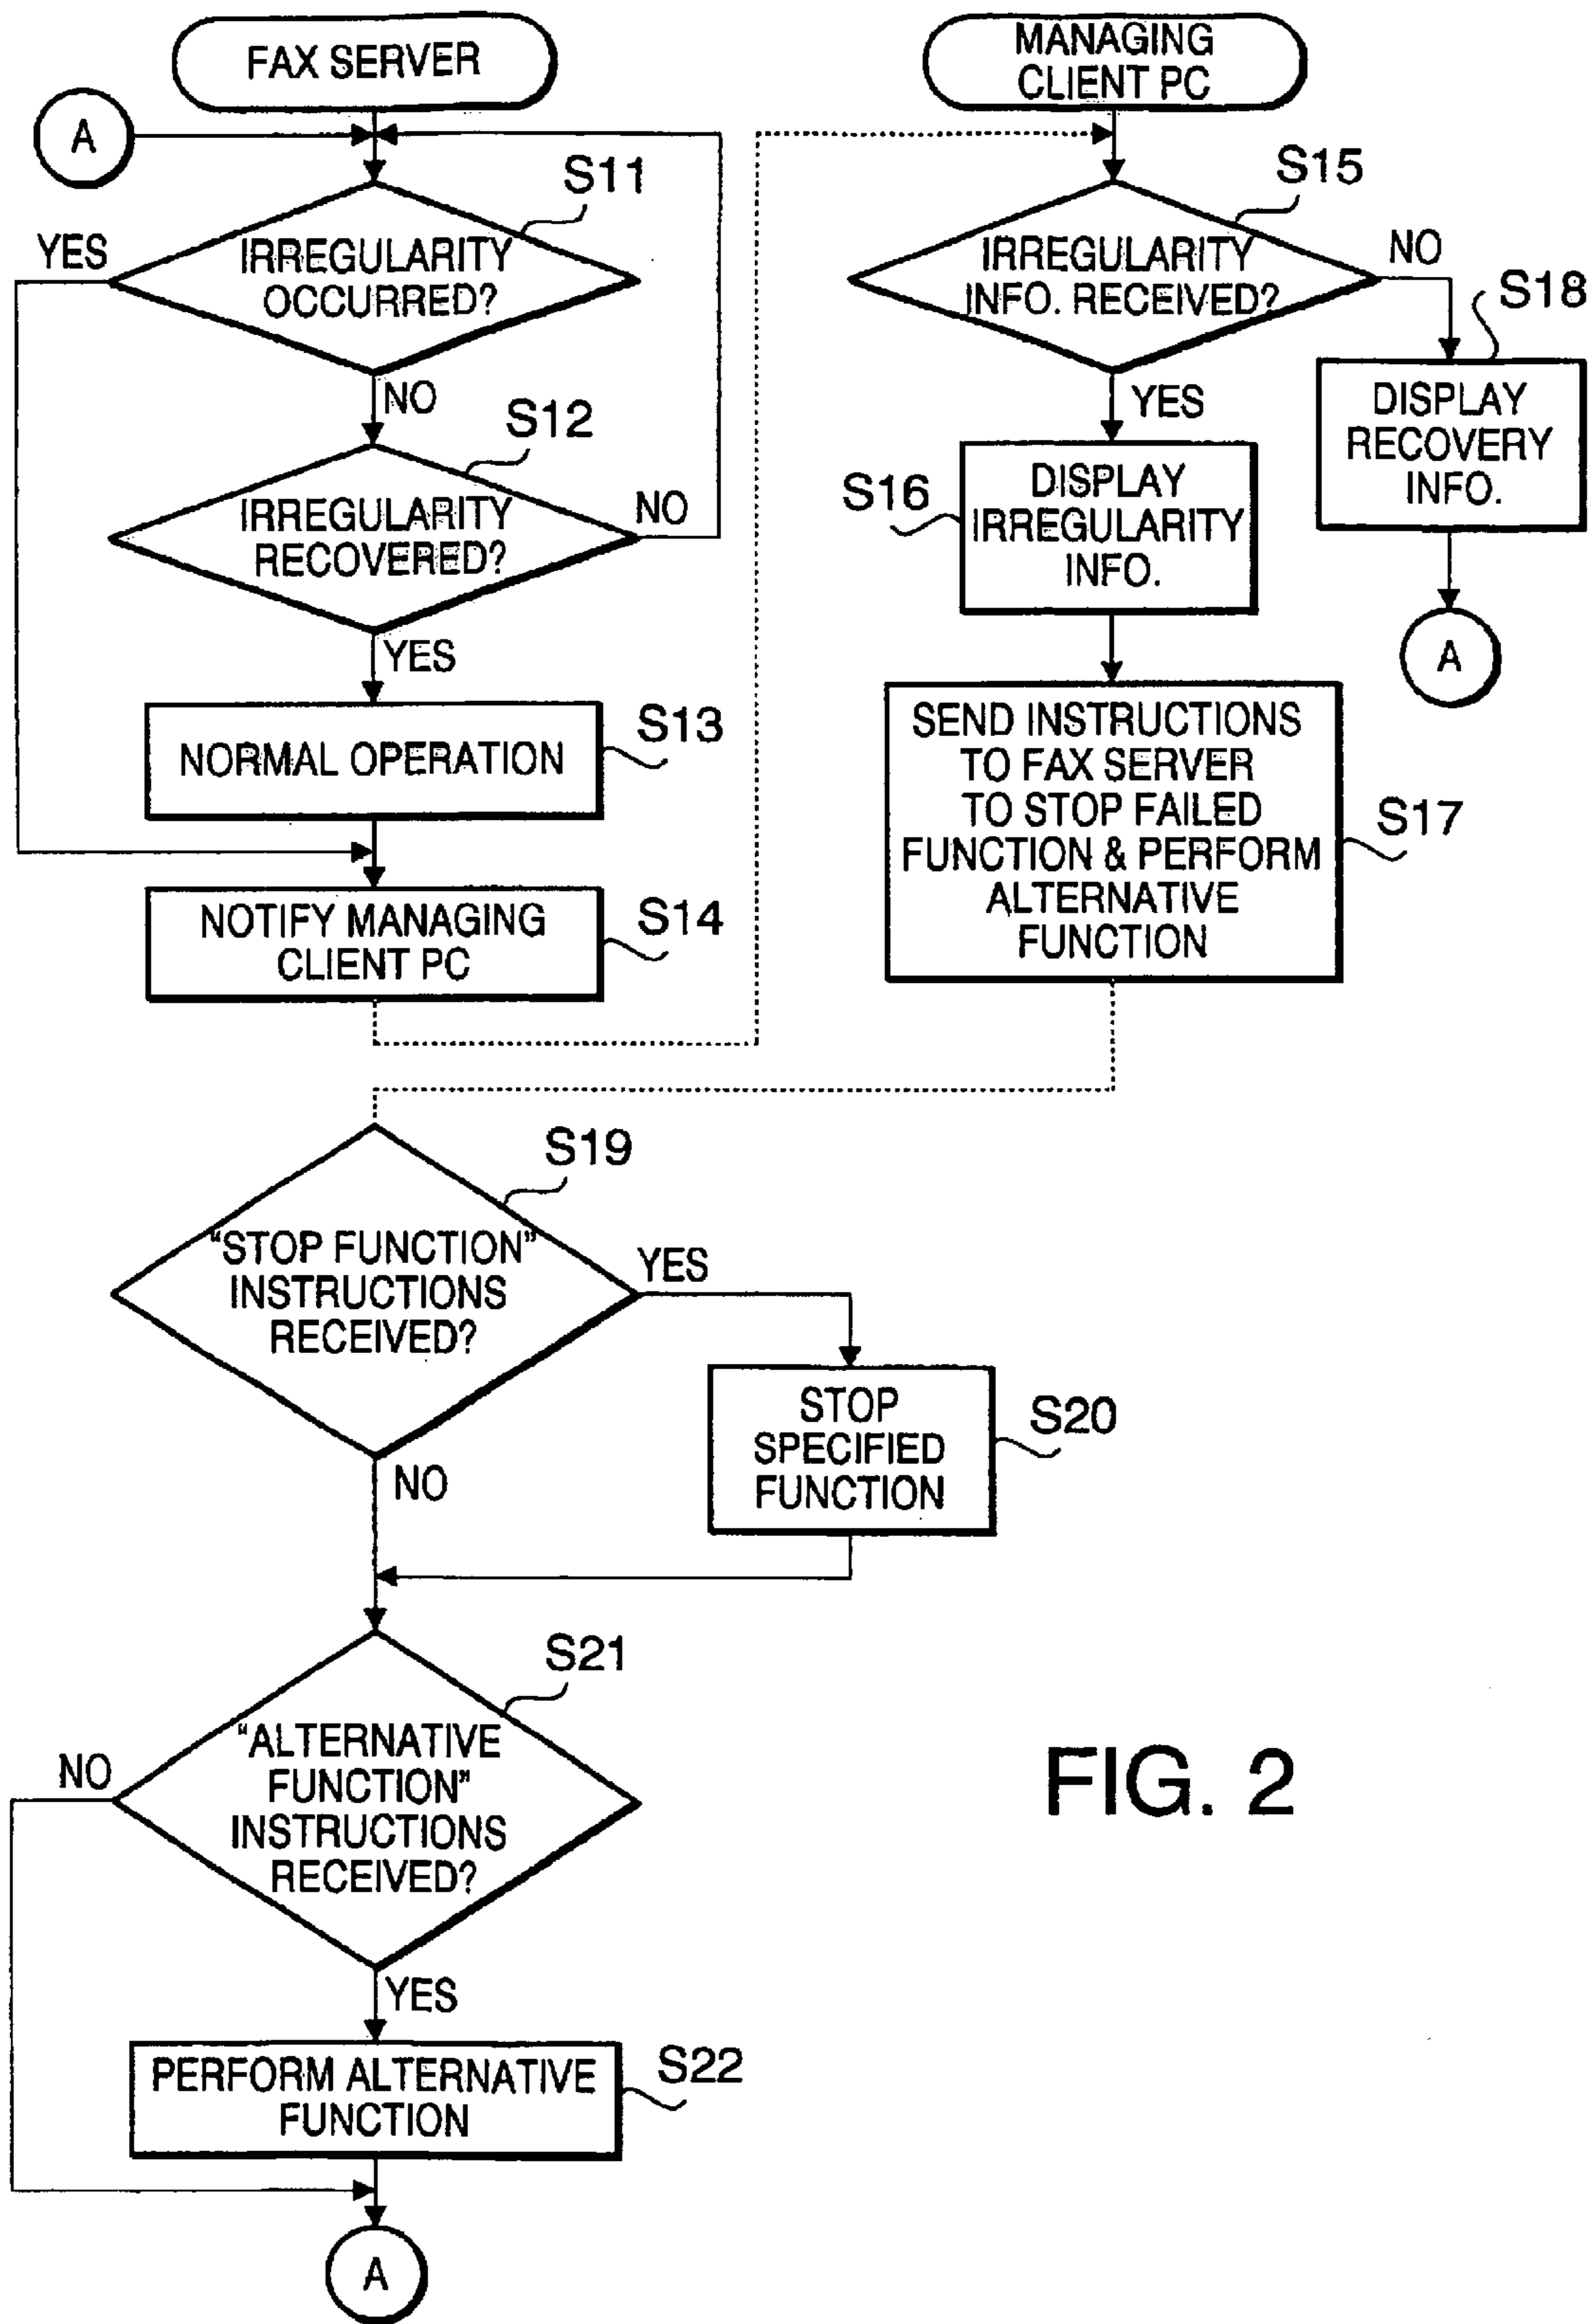 FAX SERVER
A
S11
YES
IRREGULARITY
OCCURRED?
NO
S12
IRREGULARITY
RECOVERED?
NO
YES
NORMAL OPERATION
S13
NOTIFY MANAGING
CLIENT PC
S14
MANAGING
CLIENT PC
S15
IRREGULARITY
INFO. RECEIVED?
NO
S18
DISPLAY
RECOVERY
INFO.
A
YES
S16
DISPLAY
IRREGULARITY
INFO.
SEND INSTRUCTIONS
TO FAX SERVER
TO STOP FAILED
FUNCTION & PERFORM
ALTERNATIVE
FUNCTION
S17
S19
"STOP FUNCTION"
INSTRUCTIONS
RECEIVED?
YES
STOP
SPECIFIED
FUNCTION
S20
NO
S21
"ALTERNATIVE
FUNCTION"
INSTRUCTIONS
RECEIVED?
NO
YES
PERFORM ALTERNATIVE
FUNCTION
S22
A
FIG. 2